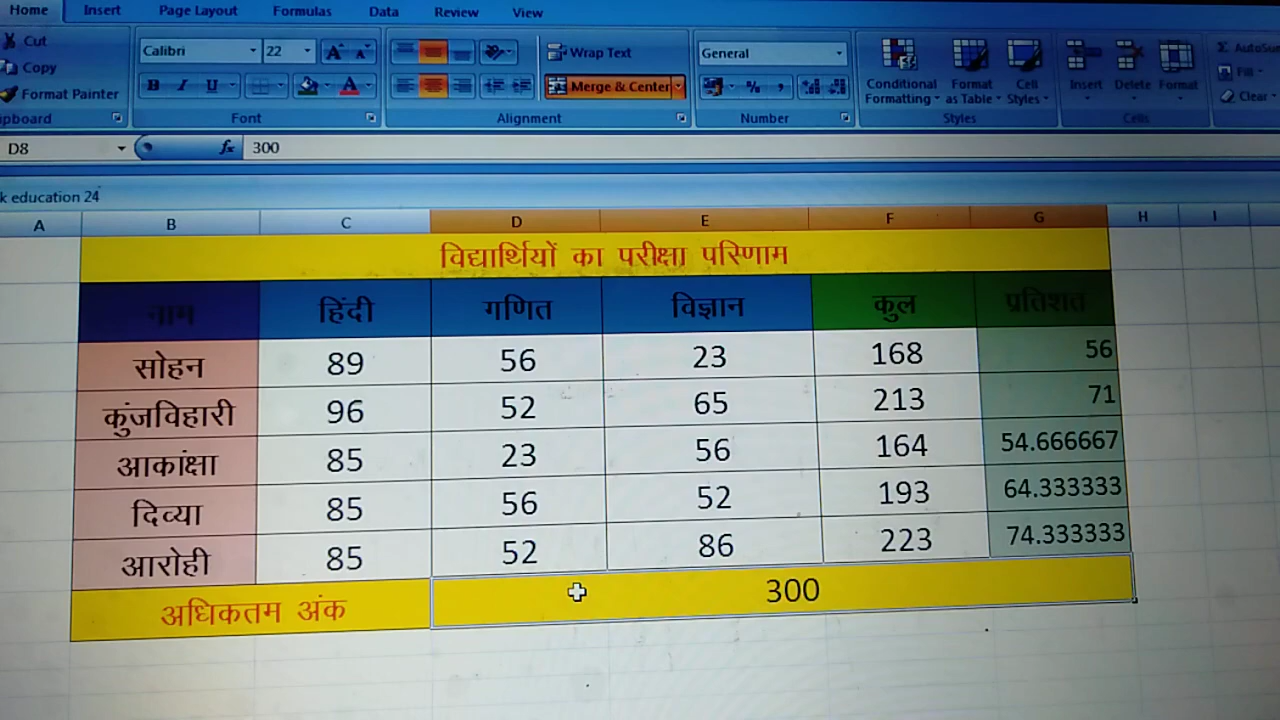 Home Insert Page Layout Formulas Data Review View
Cut
Copy
Format Painter
Calibri 22 A A Wrap Text General Conditional Formatting Format as Table Cell Styles Insert Delete Format
B I U A Merge & Center % , Fill Clear
pboard Font Alignment Number Styles Cells
D8 fx 300
k education 24
A B C D E F G H I
विद्यार्थियों का परीक्षा परिणाम
नाम हिंदी गणित विज्ञान कुल प्रतिशत
सोहन 89 56 23 168 56
कुंजविहारी 96 52 65 213 71
आकांक्षा 85 23 56 164 54.666667
दिव्या 85 56 52 193 64.333333
आरोही 85 52 86 223 74.333333
अधिकतम अंक 300